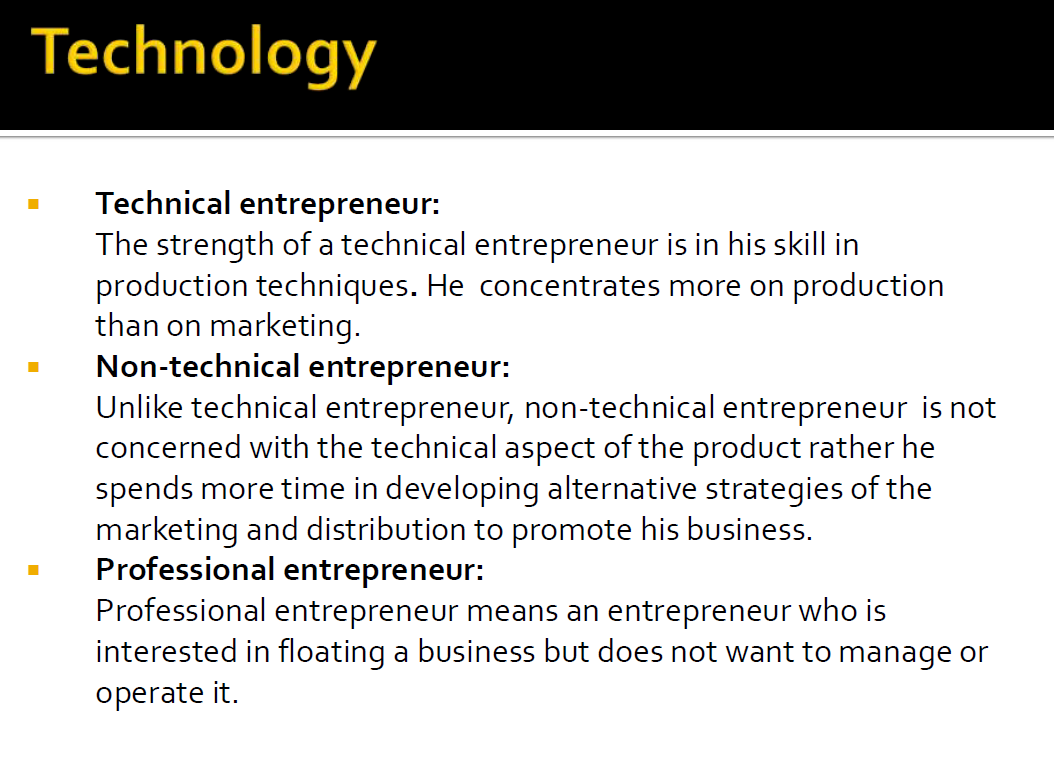 Technology
Technical entrepreneur:
The strength of a technical entrepreneur is in his skill in
production techniques. He concentrates more on production
than on marketing.
Non-technical entrepreneur:
Unlike technical entrepreneur, non-technical entrepreneur is not
concerned with the technical aspect of the product rather he
spends more time in developing alternative strategies of the
marketing and distribution to promote his business.
Professional entrepreneur:
Professional entrepreneur means an entrepreneur who is
interested in floating a business but does not want to manage or
operate it.